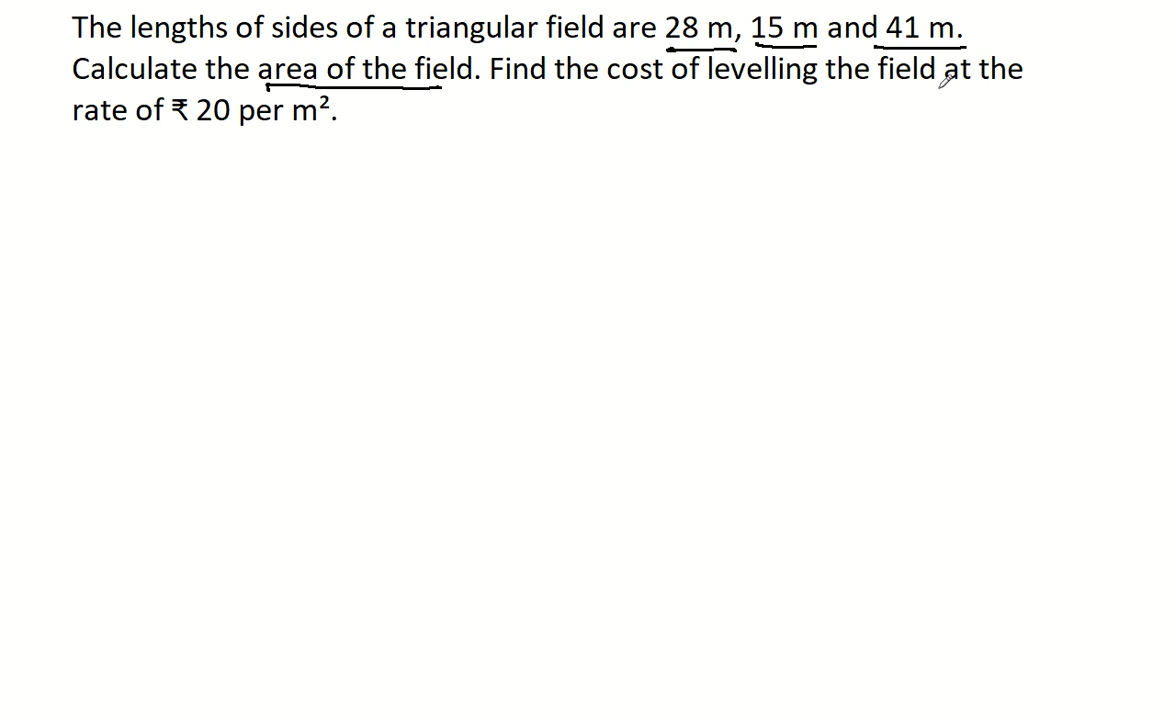 The lengths of sides of a triangular field are 28 m, 15 m and 41 m.
Calculate the area of the field. Find the cost of levelling the field at the
rate of ₹ 20 per m².